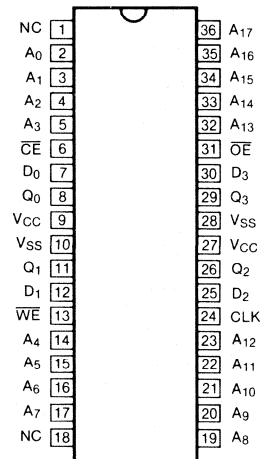 NC 1 36 A17
A0 2 35 A16
A1 3 34 A15
A2 4 33 A14
A3 5 32 A13
C̅E̅ 6 31 O̅E̅
D0 7 30 D3
Q0 8 29 Q3
VCC 9 28 VSS
VSS 10 27 VCC
Q1 11 26 Q2
D1 12 25 D2
W̅E̅ 13 24 CLK
A4 14 23 A12
A5 15 22 A11
A6 16 21 A10
A7 17 20 A9
NC 18 19 A8